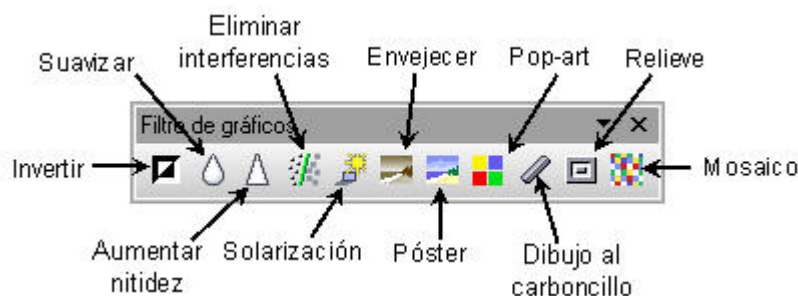 Eliminar
interferencias
Suavizar
Envejecer
Pop-art
Relieve
Filtro de gráficos
Invertir
Mosaico
Aumentar
nitidez
Solarización
Póster
Dibujo al
carboncillo